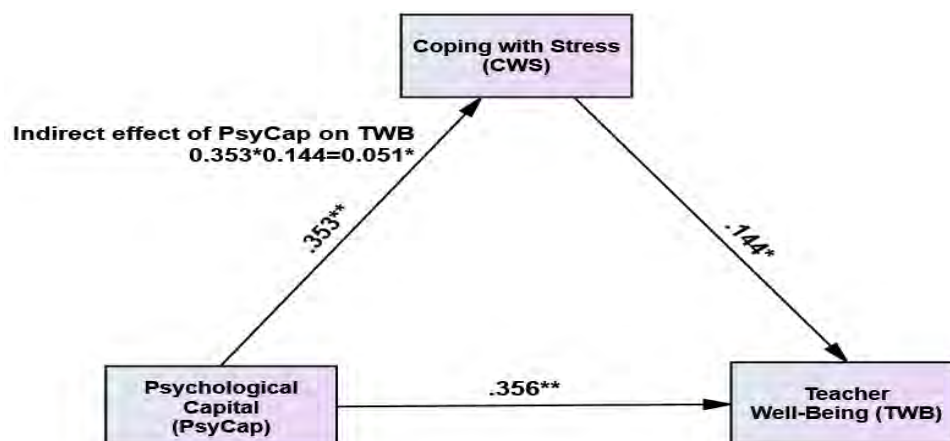 Coping with Stress
(CWS)
Indirect effect of PsyCap on TWB
0.353*0.144=0.051*
.353**
.144*
Psychological
Capital
(PsyCap)
.356**
Teacher
Well-Being (TWB)